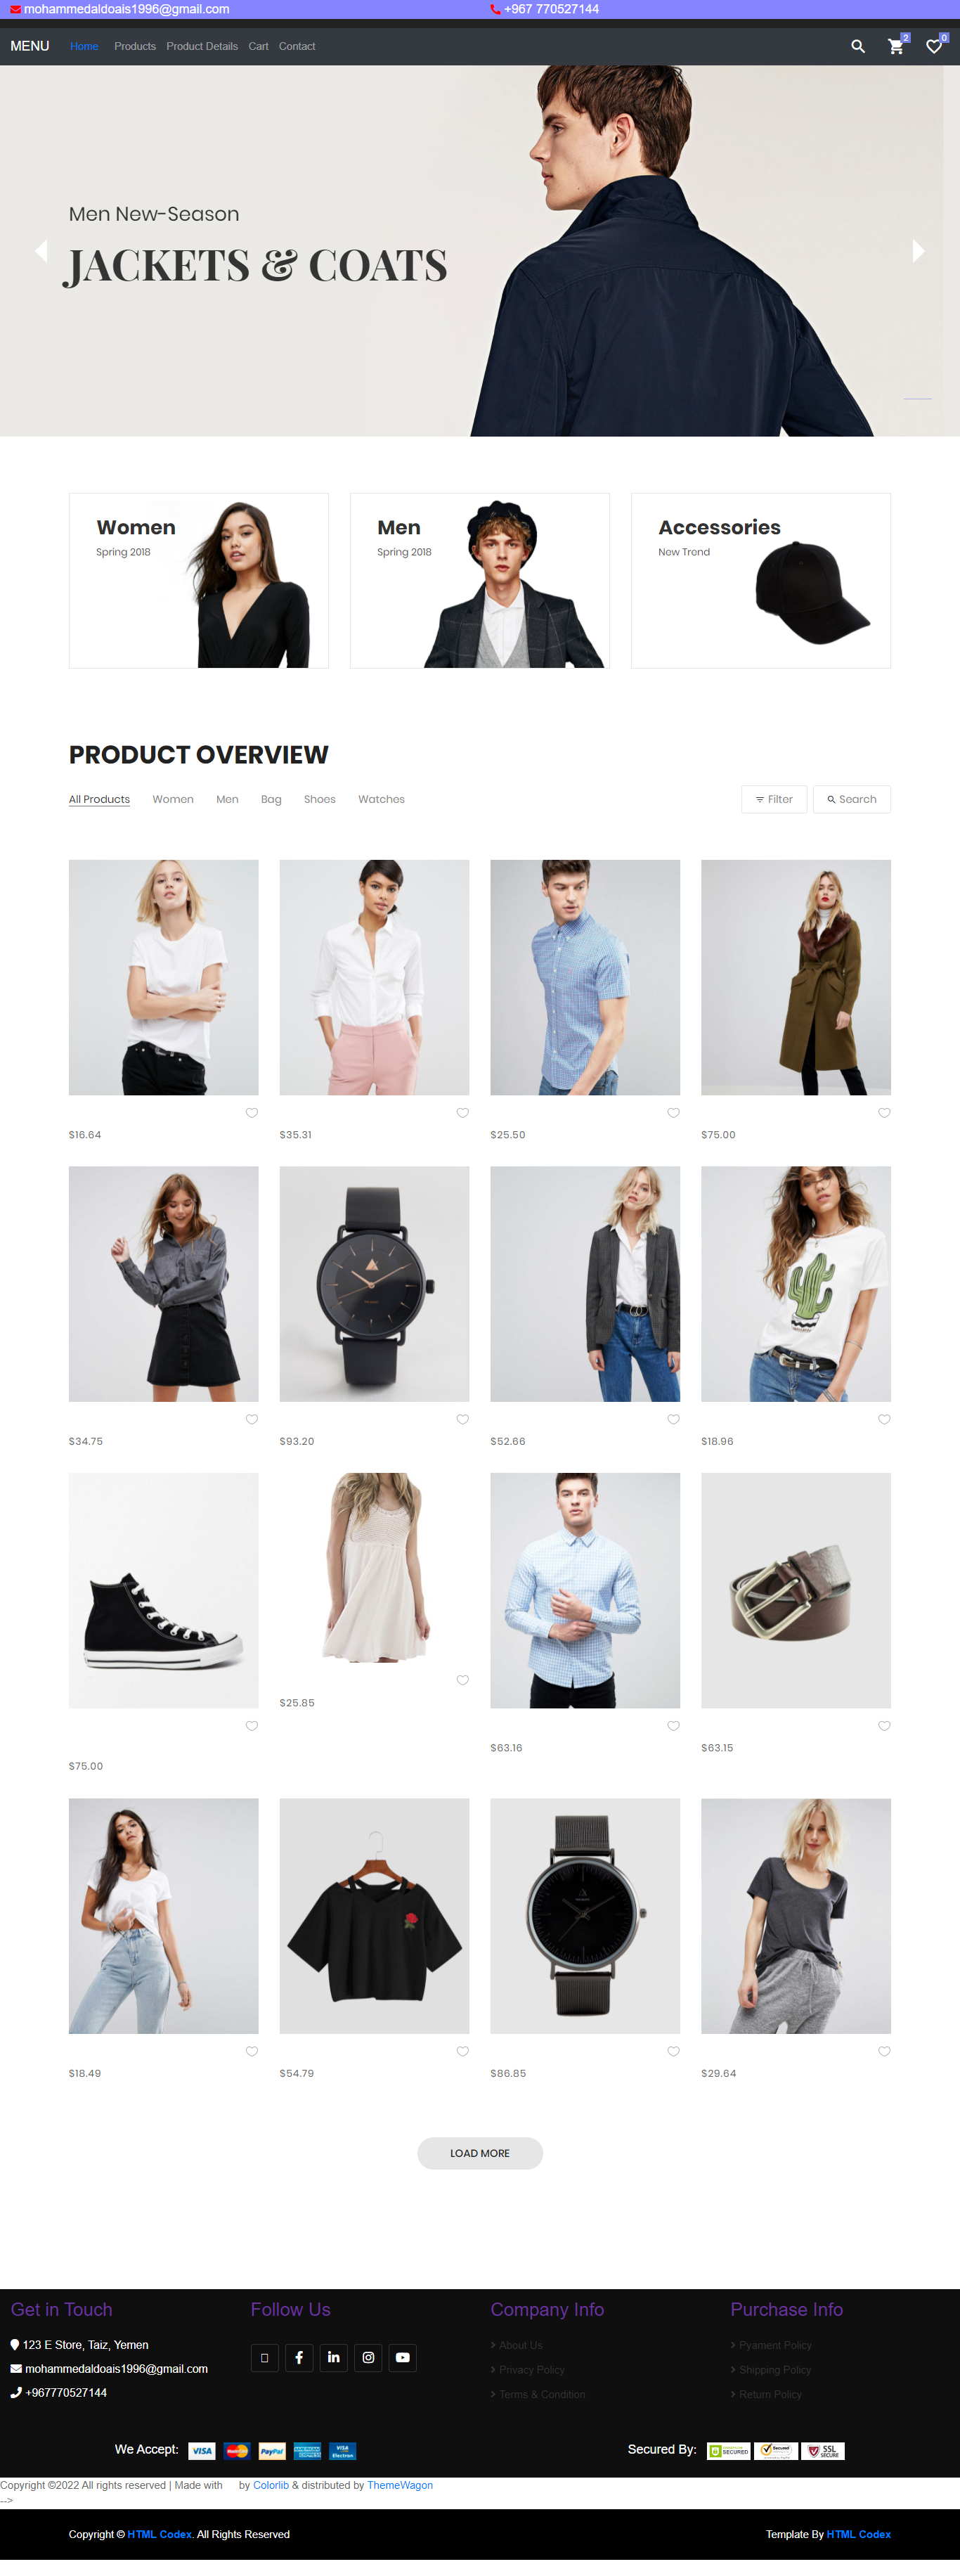 mohammedaldoais1996@gmail.com
+967 770527144
MENU Home Products Product Details Cart Contact
2
0
Men New-Season
JACKETS & COATS
Women
Spring 2018
Men
Spring 2018
Accessories
New Trend
PRODUCT OVERVIEW
All Products Women Men Bag Shoes Watches
Filter
Search
$16.64
$35.31
$25.50
$75.00
$34.75
$93.20
$52.66
$18.96
$25.85
$63.16
$63.15
$75.00
$18.49
$54.79
$86.85
$29.64
LOAD MORE
Get in Touch
123 E Store, Taiz, Yemen
mohammedaldoais1996@gmail.com
+967770527144
Follow Us
Company Info
About Us
Privacy Policy
Terms & Condition
Purchase Info
Pyament Policy
Shipping Policy
Return Policy
We Accept:
VISA
MasterCard
PayPal
VISA
Electron
Secured By:
SECURED
Secured
SSL
SECURE
Copyright ©2022 All rights reserved | Made with by Colorlib & distributed by ThemeWagon
-->
Copyright © HTML Codex. All Rights Reserved
Template By HTML Codex